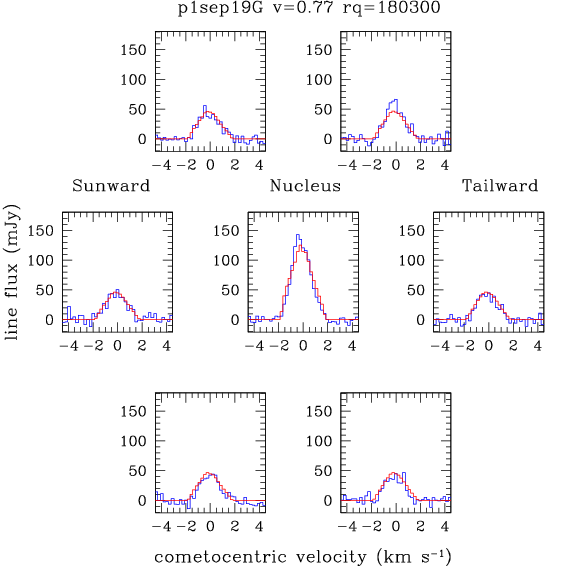 p1sep19G v=0.77 rq=180300
150 150
100 100
50 50
0 0
−4 −2 0 2 4 −4 −2 0 2 4
Sunward Nucleus Tailward
150 150 150
100 100 100
50 50 50
0 0 0
−4 −2 0 2 4 −4 −2 0 2 4 −4 −2 0 2 4
line flux (mJy)
150 150
100 100
50 50
0 0
−4 −2 0 2 4 −4 −2 0 2 4
cometocentric velocity (km s⁻¹)